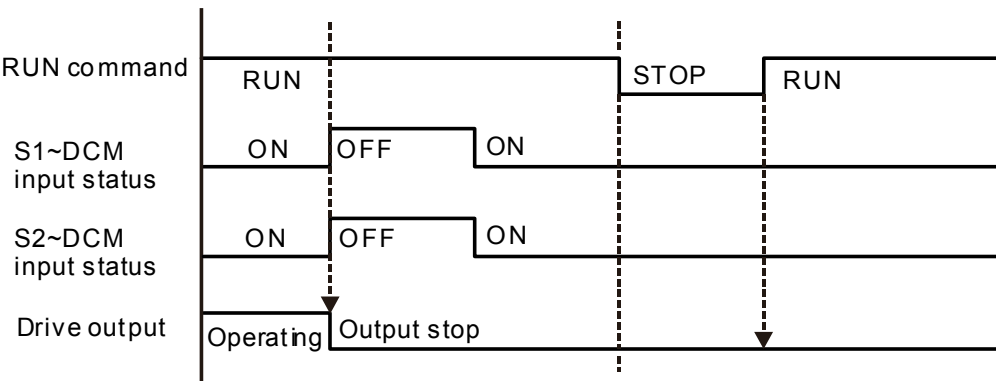 RUN command
RUN
STOP
RUN
S1~DCM
input status
ON
OFF
ON
S2~DCM
input status
ON
OFF
ON
Drive output
Operating
Output stop